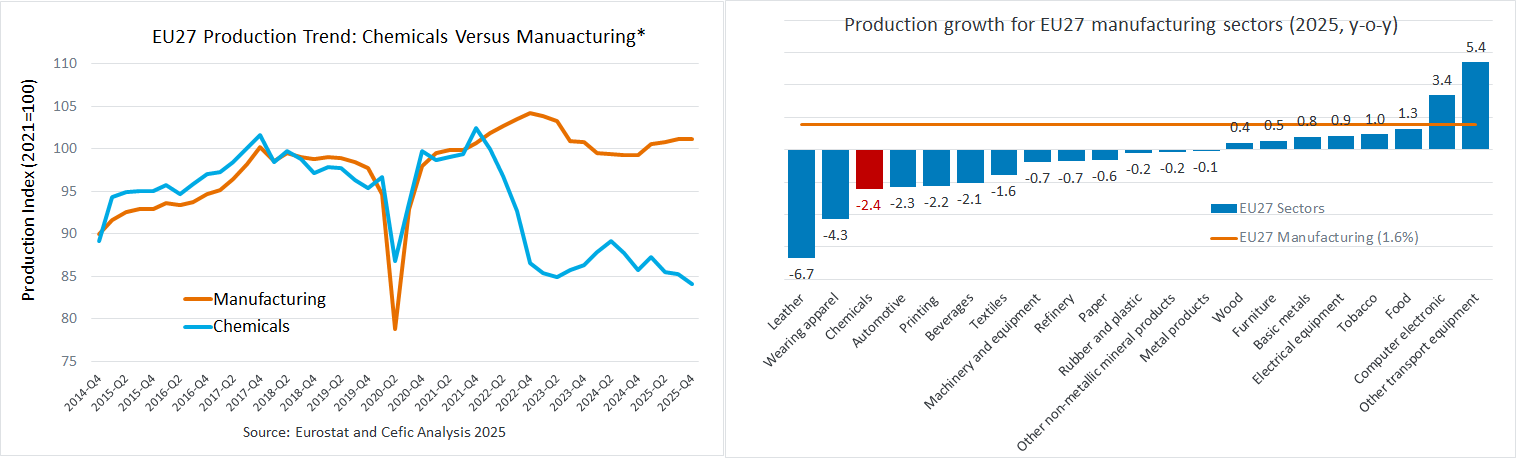 EU27 Production Trend: Chemicals Versus Manuacturing*
Production Index (2021=100)
110
105
100
95
90
85
80
75
Manufacturing
Chemicals
2014-Q4
2015-Q2
2015-Q4
2016-Q2
2016-Q4
2017-Q2
2017-Q4
2018-Q2
2018-Q4
2019-Q2
2019-Q4
2020-Q2
2020-Q4
2021-Q2
2021-Q4
2022-Q2
2022-Q4
2023-Q2
2023-Q4
2024-Q2
2024-Q4
2025-Q2
2025-Q4
Source: Eurostat and Cefic Analysis 2025
Production growth for EU27 manufacturing sectors (2025, y-o-y)
-6.7
-4.3
-2.4
-2.3
-2.2
-2.1
-1.6
-0.7
-0.7
-0.6
-0.2
-0.2
-0.1
0.4
0.5
0.8
0.9
1.0
1.3
3.4
5.4
EU27 Sectors
EU27 Manufacturing (1.6%)
Leather
Wearing apparel
Chemicals
Automotive
Printing
Beverages
Textiles
Machinery and equipment
Refinery
Paper
Rubber and plastic
Other non-metallic mineral products
Metal products
Wood
Furniture
Basic metals
Electrical equipment
Tobacco
Food
Computer electronic
Other transport equipment